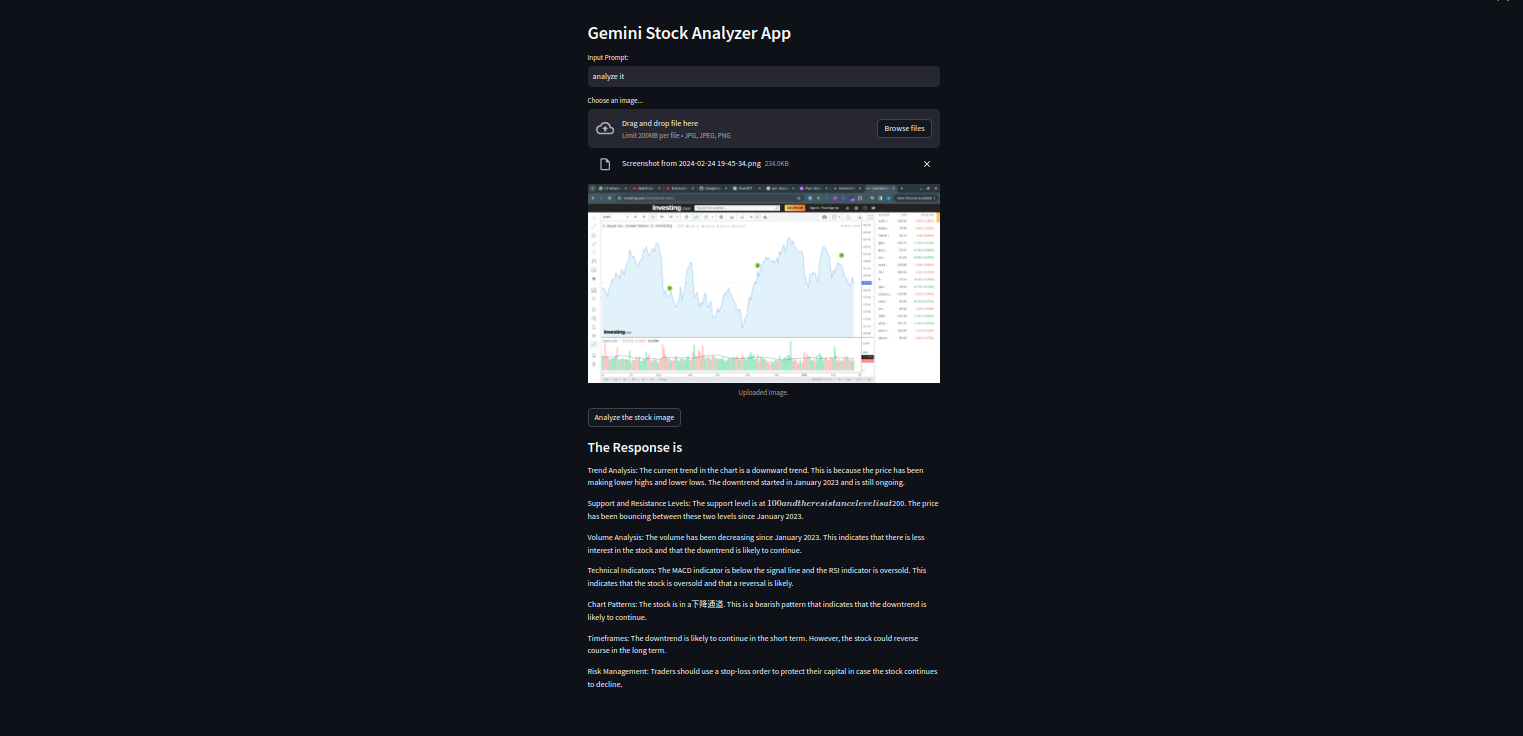 Gemini Stock Analyzer App
Input Prompt:
analyze it
Choose an image...
Drag and drop file here
Limit 200MB per file • JPG, JPEG, PNG
Browse files
Screenshot from 2024-02-24 19-45-34.png 234.0KB
Investing.com
Apple Inc, United States, D, NASDAQ
Investing.com
Uploaded Image.
Analyze the stock image
The Response is
Trend Analysis: The current trend in the chart is a downward trend. This is because the price has been
making lower highs and lower lows. The downtrend started in January 2023 and is still ongoing.
Support and Resistance Levels: The support level is at 100andtheresistancelevelisat200. The price
has been bouncing between these two levels since January 2023.
Volume Analysis: The volume has been decreasing since January 2023. This indicates that there is less
interest in the stock and that the downtrend is likely to continue.
Technical Indicators: The MACD indicator is below the signal line and the RSI indicator is oversold. This
indicates that the stock is oversold and that a reversal is likely.
Chart Patterns: The stock is in a下降通道. This is a bearish pattern that indicates that the downtrend is
likely to continue.
Timeframes: The downtrend is likely to continue in the short term. However, the stock could reverse
course in the long term.
Risk Management: Traders should use a stop-loss order to protect their capital in case the stock continues
to decline.